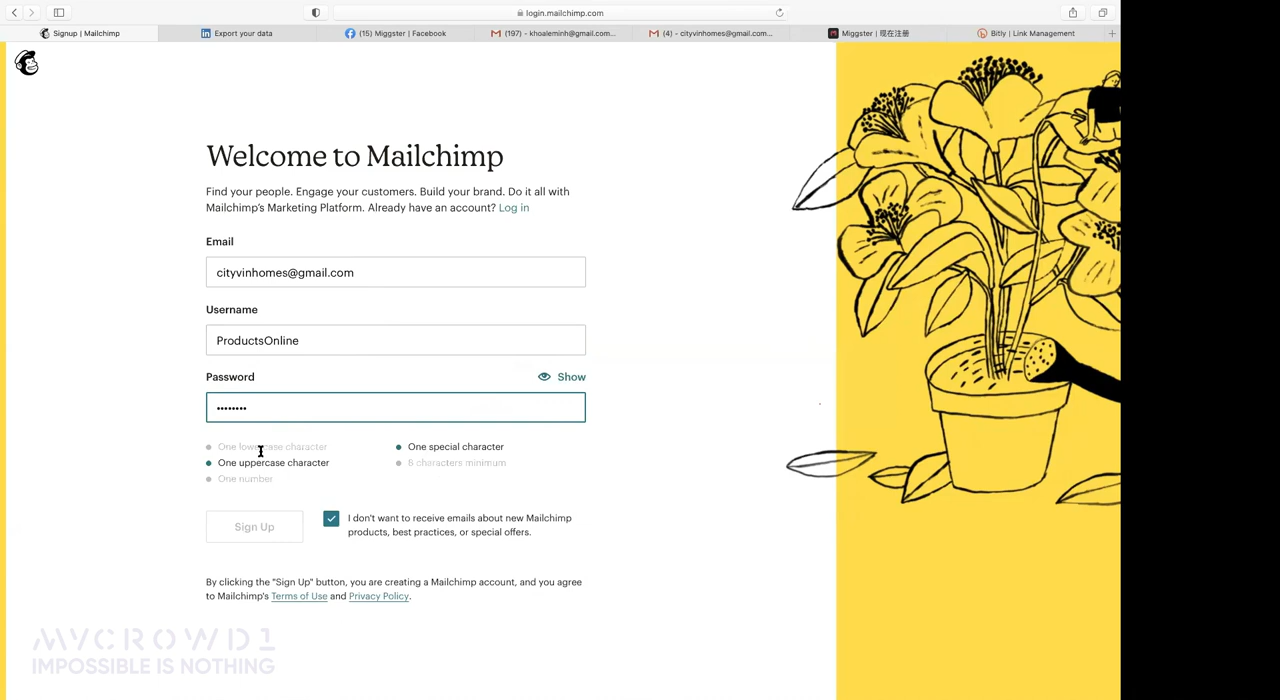 login.mailchimp.com
Signup | Mailchimp
Export your data
(15) Miggster | Facebook
(197) - khoaleminh@gmail.com...
(4) - cityvinhomes@gmail.com...
Miggster | 现在注册
Bitly | Link Management
Welcome to Mailchimp
Find your people. Engage your customers. Build your brand. Do it all with
Mailchimp's Marketing Platform. Already have an account? Log in
Email
cityvinhomes@gmail.com
Username
ProductsOnline
Password
Show
One lowercase character
One special character
One uppercase character
8 characters minimum
One number
Sign Up
I don't want to receive emails about new Mailchimp
products, best practices, or special offers.
By clicking the "Sign Up" button, you are creating a Mailchimp account, and you agree
to Mailchimp's Terms of Use and Privacy Policy.
MYCROWD1
IMPOSSIBLE IS NOTHING